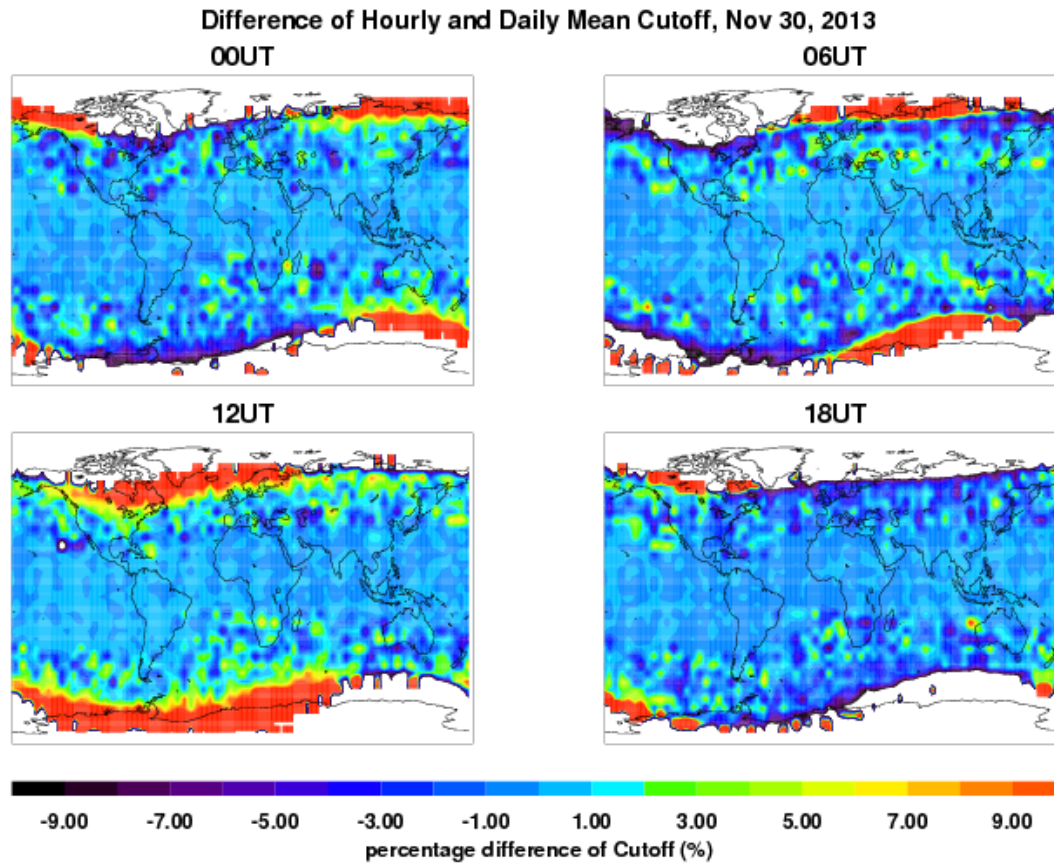 Difference of Hourly and Daily Mean Cutoff, Nov 30, 2013
00UT
06UT
12UT
18UT
-9.00 -7.00 -5.00 -3.00 -1.00 1.00 3.00 5.00 7.00 9.00
percentage difference of Cutoff (%)